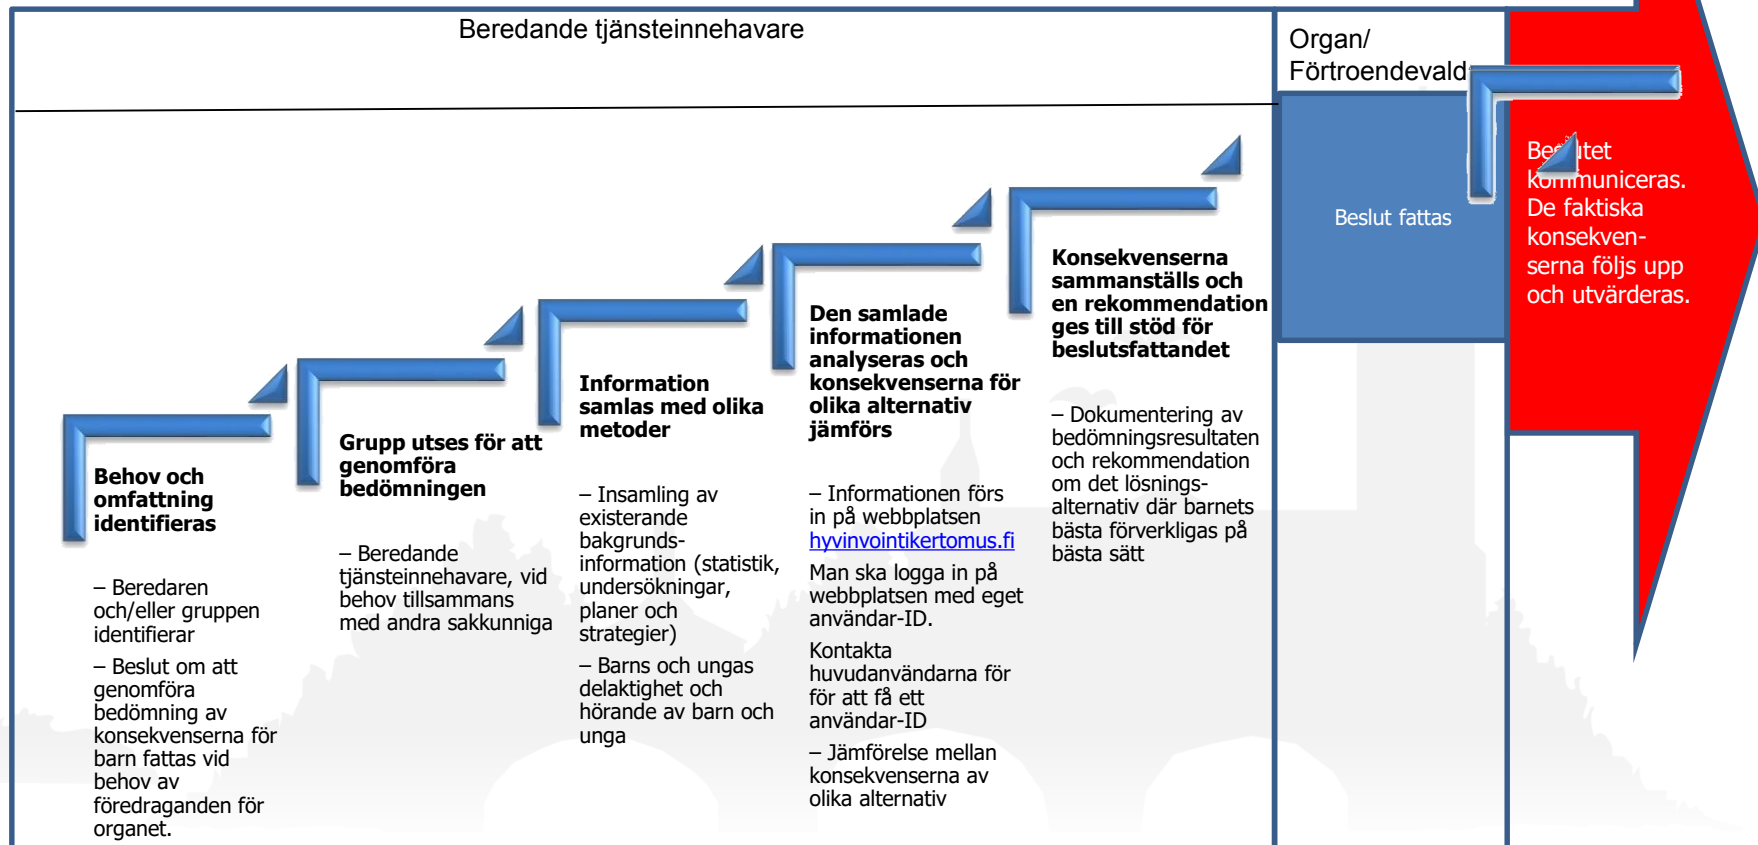 Beredande tjänsteinnehavare
Organ/
Förtroendevald
Behov och
omfattning
identifieras
– Beredaren
och/eller gruppen
identifierar
– Beslut om att
genomföra
bedömning av
konsekvenserna för
barn fattas vid
behov av
föredraganden för
organet.
Grupp utses för att
genomföra
bedömningen
– Beredande
tjänsteinnehavare, vid
behov tillsammans
med andra sakkunniga
Information
samlas med olika
metoder
– Insamling av
existerande
bakgrunds-
information (statistik,
undersökningar,
planer och
strategier)
– Barns och ungas
delaktighet och
hörande av barn och
unga
Den samlade
informationen
analyseras och
konsekvenserna för
olika alternativ
jämförs
– Informationen förs
in på webbplatsen
hyvinvointikertomus.fi
Man ska logga in på
webbplatsen med eget
användar-ID.
Kontakta
huvudanvändarna för
för att få ett
användar-ID
– Jämförelse mellan
konsekvenserna av
olika alternativ
Konsekvenserna
sammanställs och
en rekommendation
ges till stöd för
beslutsfattandet
– Dokumentering av
bedömningsresultaten
och rekommendation
om det lösnings-
alternativ där barnets
bästa förverkligas på
bästa sätt
Beslut fattas
Beslutet
kommuniceras.
De faktiska
konsekven-
serna följs upp
och utvärderas.